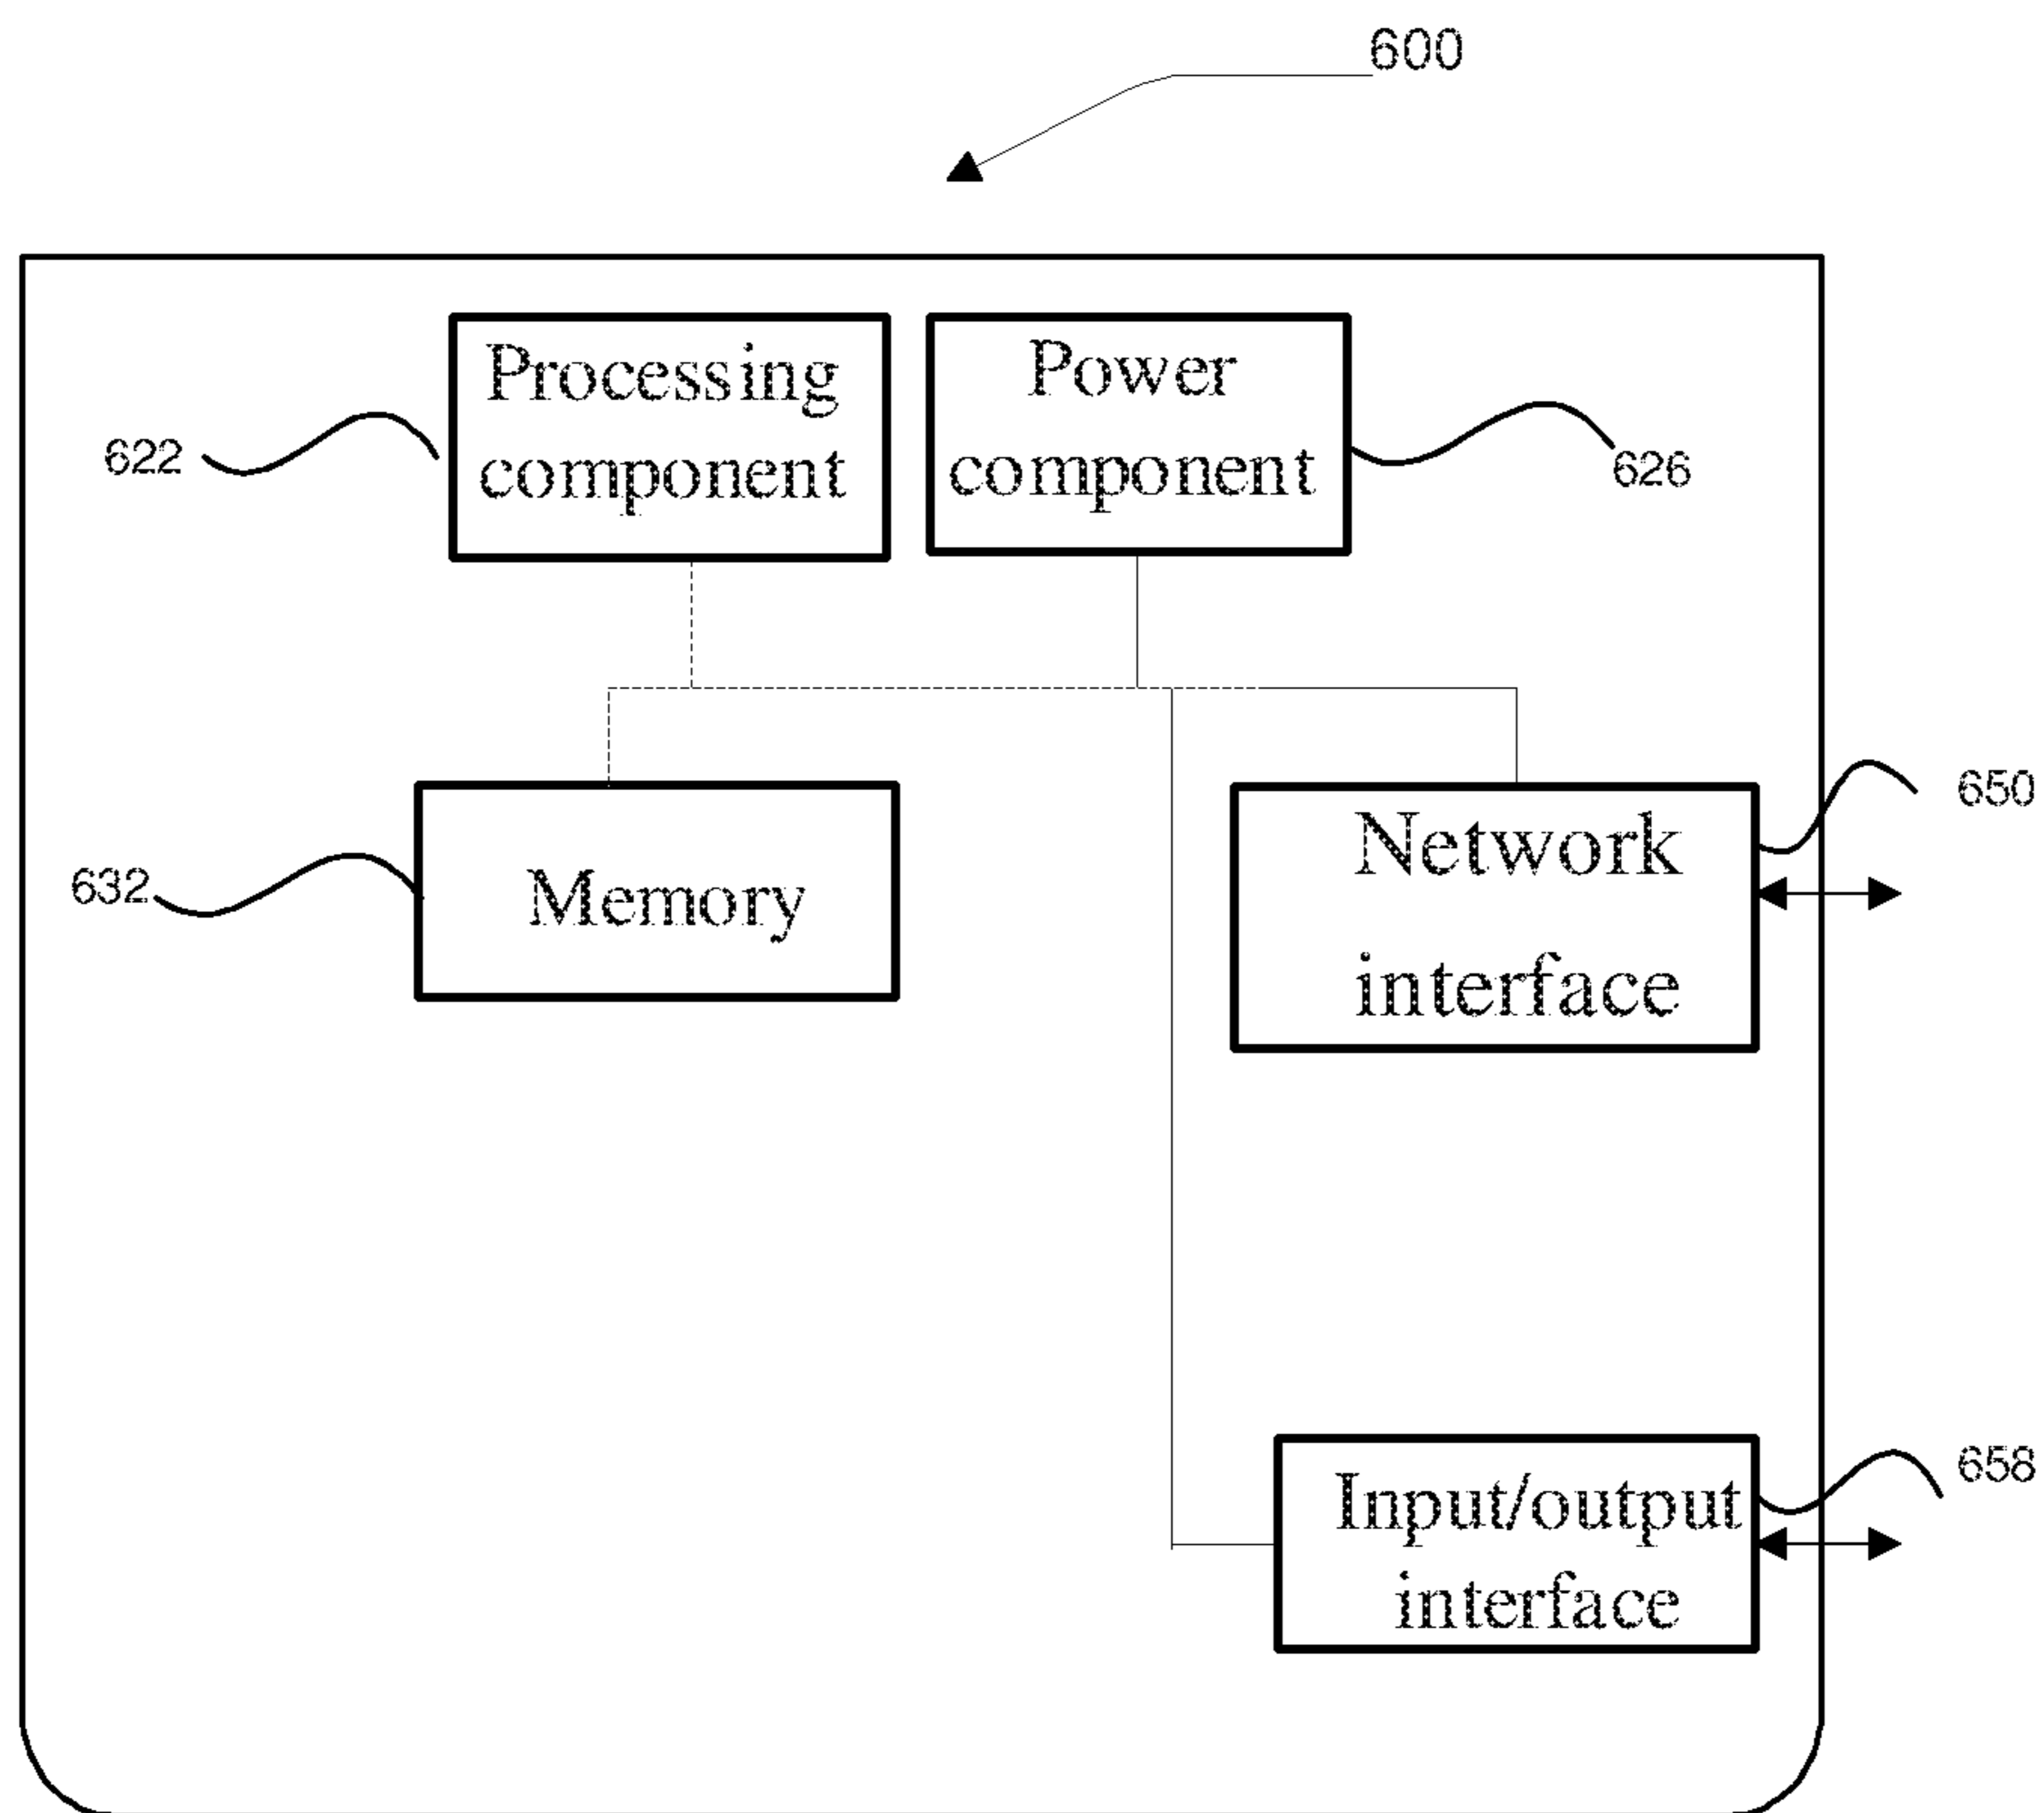 600
Processing
component
Power
component
622
626
650
632
Memory
Network
interface
658
Input/output
interface